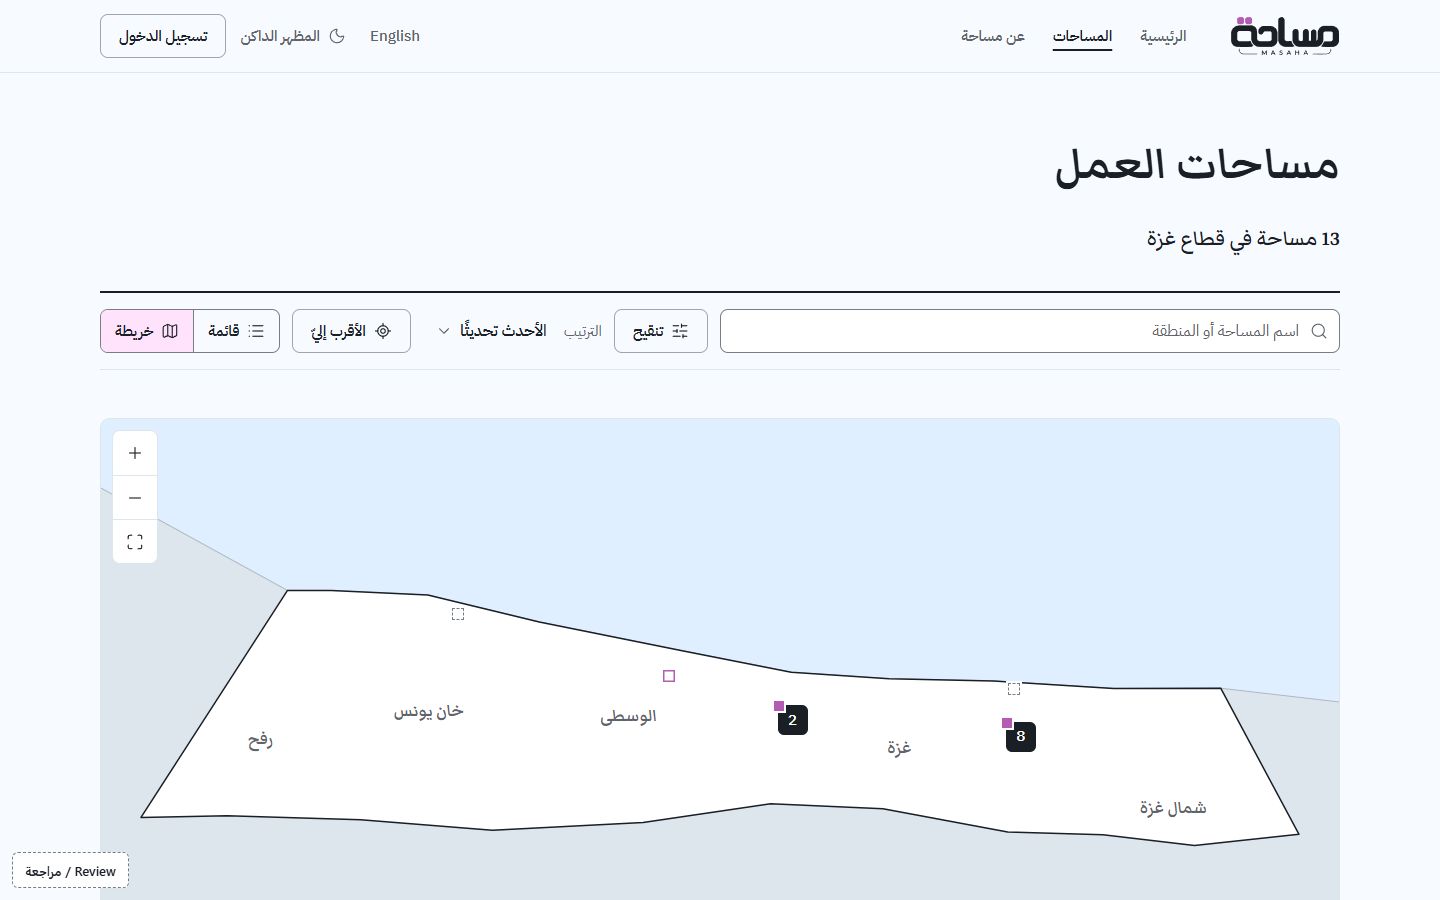 مساحة
MASAHA
الرئيسية
المساحات
عن مساحة
English
المظهر الداكن
تسجيل الدخول
مساحات العمل
13 مساحة في قطاع غزة
اسم المساحة أو المنطقة
تنقيح
الترتيب
الأحدث تحديثًا
الأقرب إليّ
قائمة
خريطة
خان يونس
الوسطى
2
8
رفح
غزة
شمال غزة
Review / مراجعة